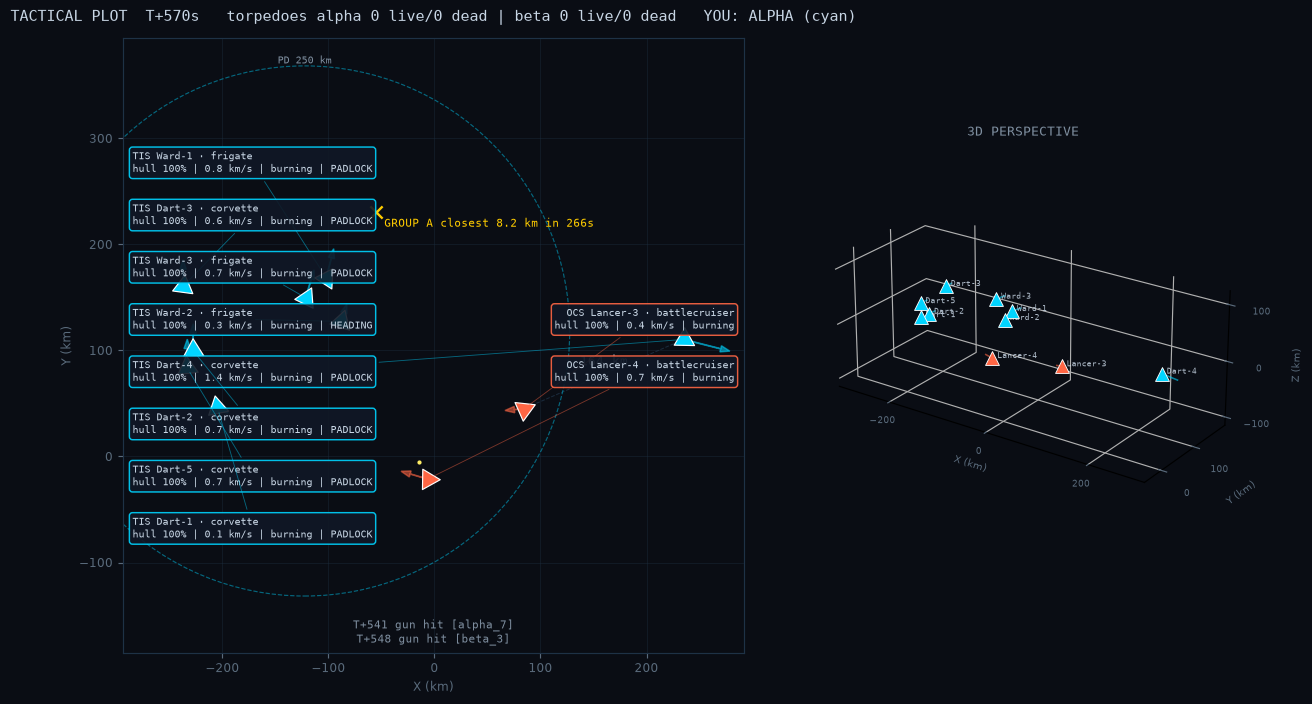 TACTICAL PLOT  T+570s   torpedoes alpha 0 live/0 dead | beta 0 live/0 dead   YOU: ALPHA (cyan)
PD 250 km
TIS Ward-1 · frigate
hull 100% | 0.8 km/s | burning | PADLOCK
TIS Dart-3 · corvette
hull 100% | 0.6 km/s | burning | PADLOCK
GROUP A closest 8.2 km in 266s
TIS Ward-3 · frigate
hull 100% | 0.7 km/s | burning | PADLOCK
TIS Ward-2 · frigate
hull 100% | 0.3 km/s | burning | HEADING
OCS Lancer-3 · battlecruiser
hull 100% | 0.4 km/s | burning
TIS Dart-4 · corvette
hull 100% | 1.4 km/s | burning | PADLOCK
OCS Lancer-4 · battlecruiser
hull 100% | 0.7 km/s | burning
TIS Dart-2 · corvette
hull 100% | 0.7 km/s | burning | PADLOCK
TIS Dart-5 · corvette
hull 100% | 0.7 km/s | burning | PADLOCK
TIS Dart-1 · corvette
hull 100% | 0.1 km/s | burning | PADLOCK
T+541 gun hit [alpha_7]
T+548 gun hit [beta_3]
300
200
100
0
−100
Y (km)
−200
−100
0
100
200
X (km)
3D PERSPECTIVE
Dart-3
Ward-3
Dart-5
Ward-1
Dart-2
Lancer-4
Lancer-3
Dart-4
100
0
−100
Z (km)
−200
0
200
X (km)
0
100
Y (km)